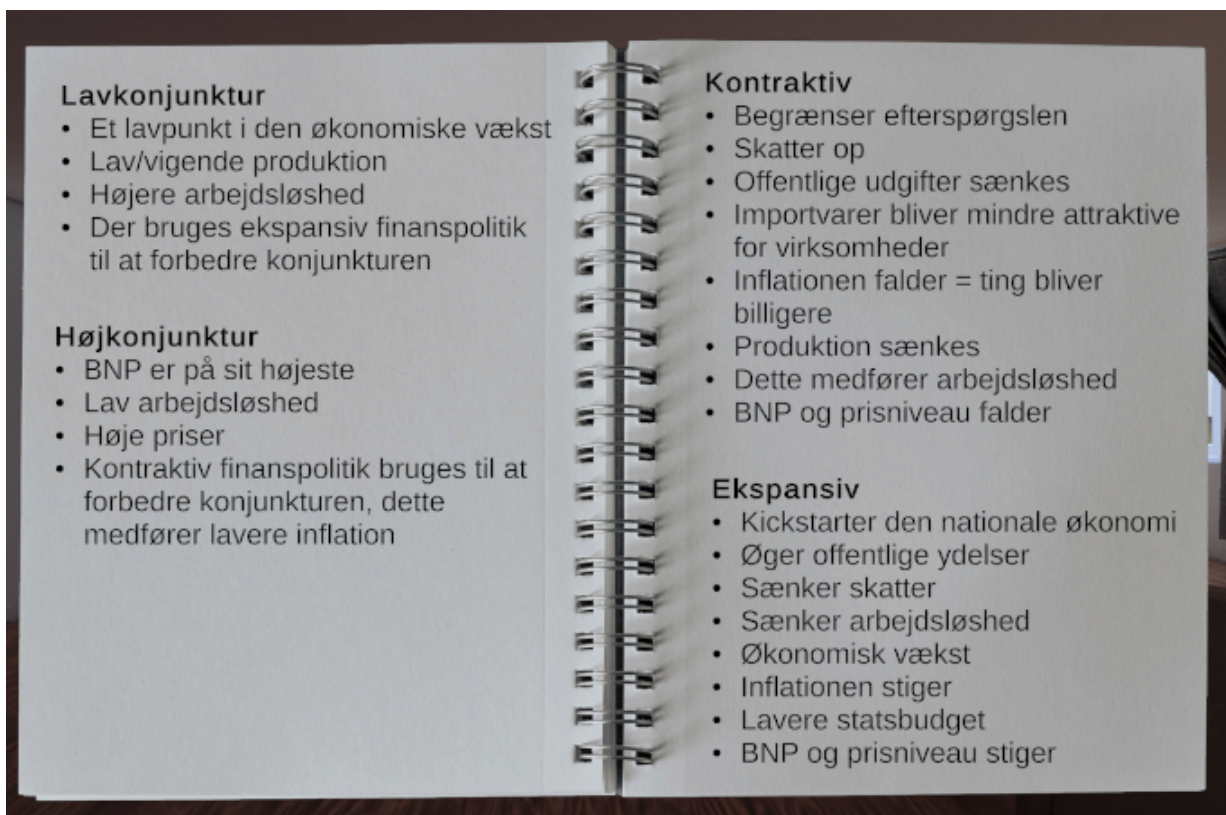 Lavkonjunktur
• Et lavpunkt i den økonomiske vækst
• Lav/vigende produktion
• Højere arbejdsløshed
• Der bruges ekspansiv finanspolitik
til at forbedre konjunkturen
Højkonjunktur
• BNP er på sit højeste
• Lav arbejdsløshed
• Høje priser
• Kontraktiv finanspolitik bruges til at
forbedre konjunkturen, dette
medfører lavere inflation
Kontraktiv
• Begrænser efterspørgslen
• Skatter op
• Offentlige udgifter sænkes
• Importvarer bliver mindre attraktive
for virksomheder
• Inflationen falder = ting bliver
billigere
• Produktion sænkes
• Dette medfører arbejdsløshed
• BNP og prisniveau falder
Ekspansiv
• Kickstarter den nationale økonomi
• Øger offentlige ydelser
• Sænker skatter
• Sænker arbejdsløshed
• Økonomisk vækst
• Inflationen stiger
• Lavere statsbudget
• BNP og prisniveau stiger